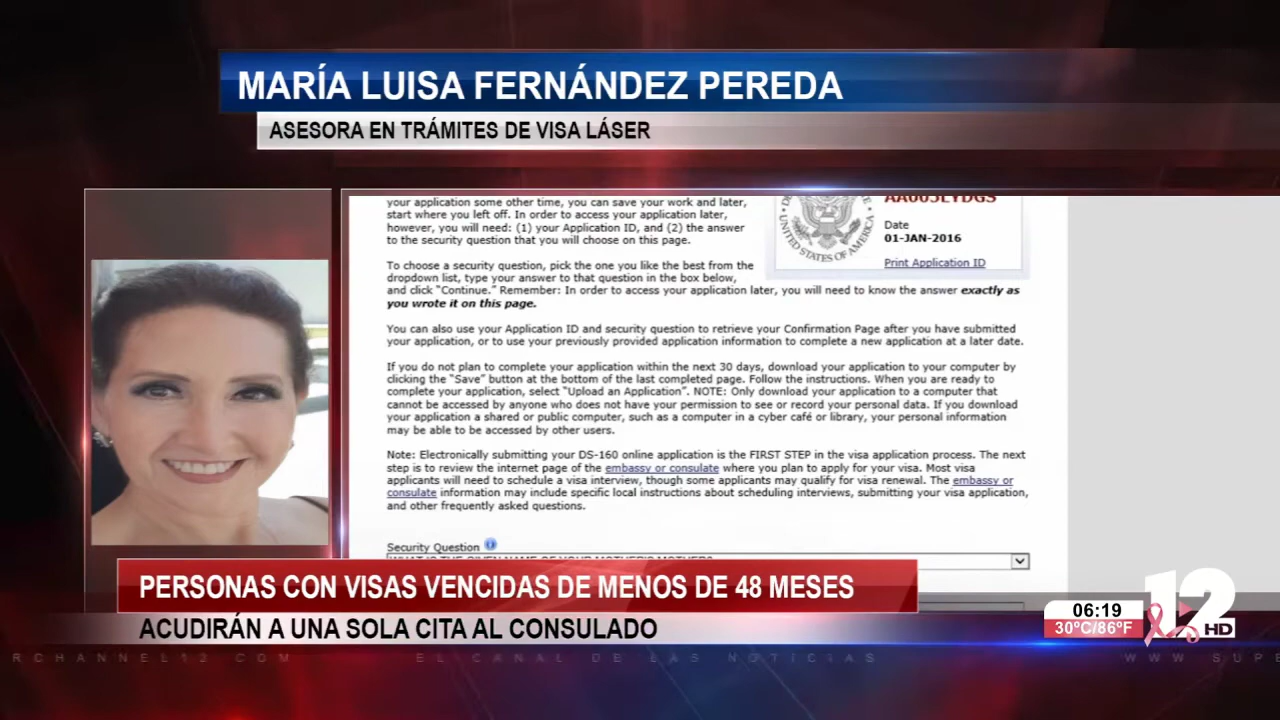 MARÍA LUISA FERNÁNDEZ PEREDA
ASESORA EN TRÁMITES DE VISA LÁSER
your application some other time, you can save your work and later,
start where you left off. In order to access your application later,
however, you will need: (1) your Application ID, and (2) the answer
to the security question that you will choose on this page.
AA005EYDGS
Date
01-JAN-2016
Print Application ID
UNITED STATES OF AMERICA
To choose a security question, pick the one you like the best from the
dropdown list, type your answer to that question in the box below,
and click "Continue." Remember: In order to access your application later, you will need to know the answer exactly as
you wrote it on this page.
You can also use your Application ID and security question to retrieve your Confirmation Page after you have submitted
your application, or to use your previously provided application information to complete a new application at a later date.
If you do not plan to complete your application within the next 30 days, download your application to your computer by
clicking the "Save" button at the bottom of the last completed page. Follow the instructions. When you are ready to
complete your application, select "Upload an Application". NOTE: Only download your application to a computer that
cannot be accessed by anyone who does not have your permission to see or record your personal data. If you download
your application a shared or public computer, such as a computer in a cyber café or library, your personal information
may be able to be accessed by other users.
Note: Electronically submitting your DS-160 online application is the FIRST STEP in the visa application process. The next
step is to review the internet page of the embassy or consulate where you plan to apply for your visa. Most visa
applicants will need to schedule a visa interview, though some applicants may qualify for visa renewal. The embassy or
consulate information may include specific local instructions about scheduling interviews, submitting your visa application,
and other frequently asked questions.
Security Question
WHAT IS THE GIVEN NAME OF YOUR MOTHER'S MOTHER?
PERSONAS CON VISAS VENCIDAS DE MENOS DE 48 MESES
ACUDIRÁN A UNA SOLA CITA AL CONSULADO
06:19
30°C/86°F
12
HD
RCHANNEL12 COM
EL CANAL DE LAS NOTICIAS
WWW SUPE